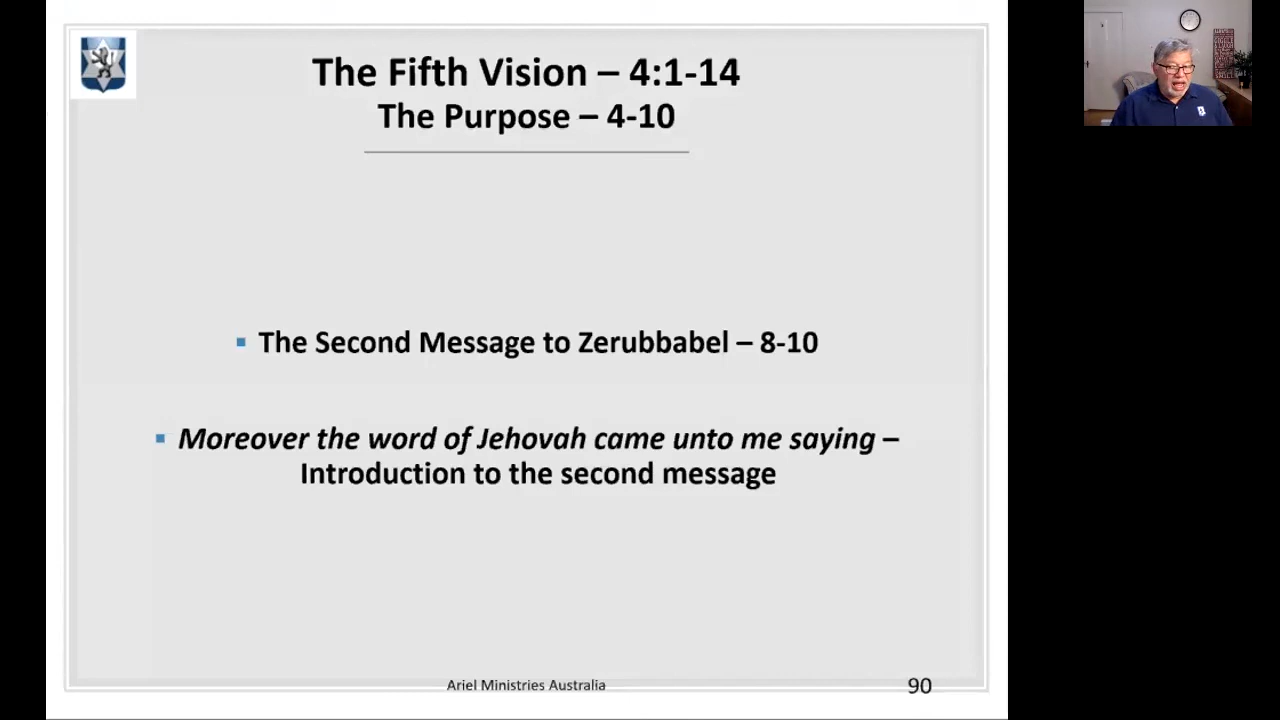 The Fifth Vision – 4:1-14
The Purpose – 4-10
▪ The Second Message to Zerubbabel – 8-10
▪ Moreover the word of Jehovah came unto me saying –
Introduction to the second message
Ariel Ministries Australia
90